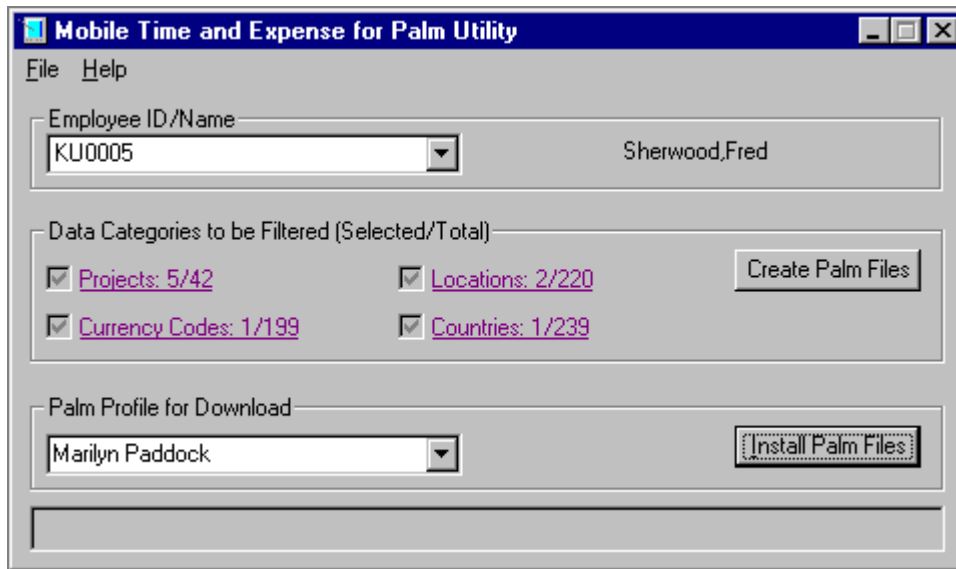 Mobile Time and Expense for Palm Utility
File Help
Employee ID/Name
KU0005 Sherwood,Fred
Data Categories to be Filtered (Selected/Total)
Projects: 5/42 Locations: 2/220 Create Palm Files
Currency Codes: 1/199 Countries: 1/239
Palm Profile for Download
Marilyn Paddock Install Palm Files